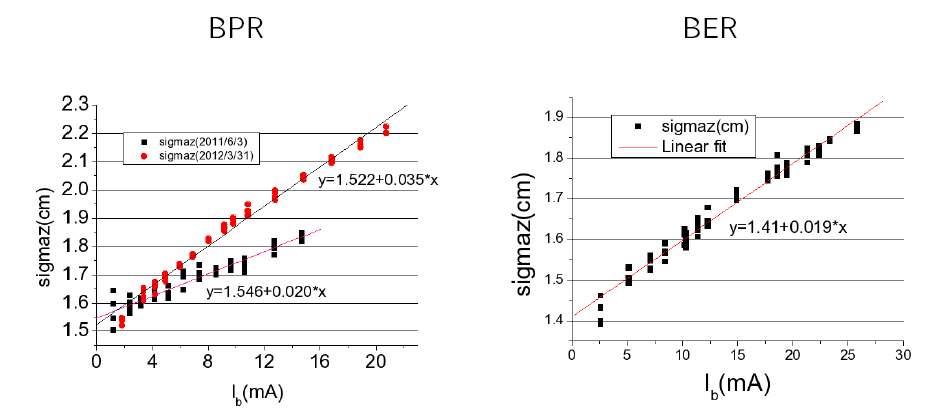 BPR
2.3
2.2
2.1
2.0
1.9
1.8
1.7
1.6
1.5
sigmaz(cm)
sigmaz(2011/6/3)
sigmaz(2012/3/31)
y=1.522+0.035*x
y=1.546+0.020*x
0 4 8 12 16 20
I_b(mA)
BER
1.9
1.8
1.7
1.6
1.5
1.4
sigmaz(cm)
sigmaz(cm)
Linear fit
y=1.41+0.019*x
0 5 10 15 20 25 30
I_b(mA)